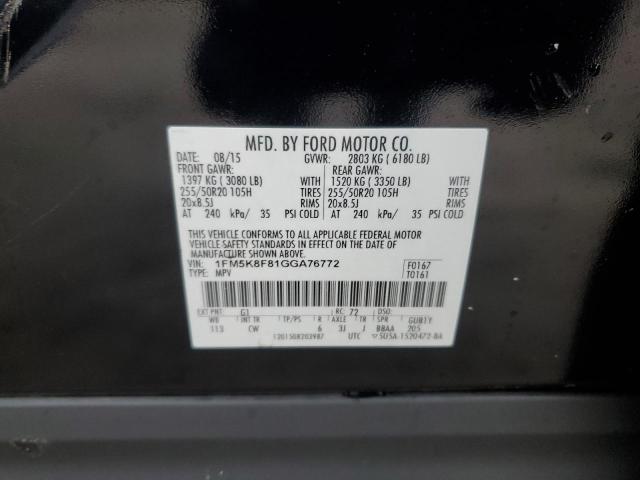 MFD. BY FORD MOTOR CO.
DATE: 08/15 GVWR: 2803 KG ( 6180 LB)
FRONT GAWR: REAR GAWR:
1397 KG ( 3080 LB) WITH 1520 KG ( 3350 LB) WITH
255/50R20 105H TIRES 255/50R20 105H TIRES
20x8.5J RIMS 20x8.5J RIMS
AT 240 kPa/ 35 PSI COLD AT 240 kPa/ 35 PSI COLD
THIS VEHICLE CONFORMS TO ALL APPLICABLE FEDERAL MOTOR
VEHICLE SAFETY STANDARDS IN EFFECT ON THE DATE OF
MANUFACTURE SHOWN ABOVE.
VIN: 1FM5K8F81GGA76772 F0167
TYPE: MPV T0161
EXT PNT: G1 RC: 72
WB INT TR TP/PS R AXLE TR SPR GUB1Y
113 CW 6 3J J BBAA 205
1201508203987 UTC 5U5A-1520472-BA